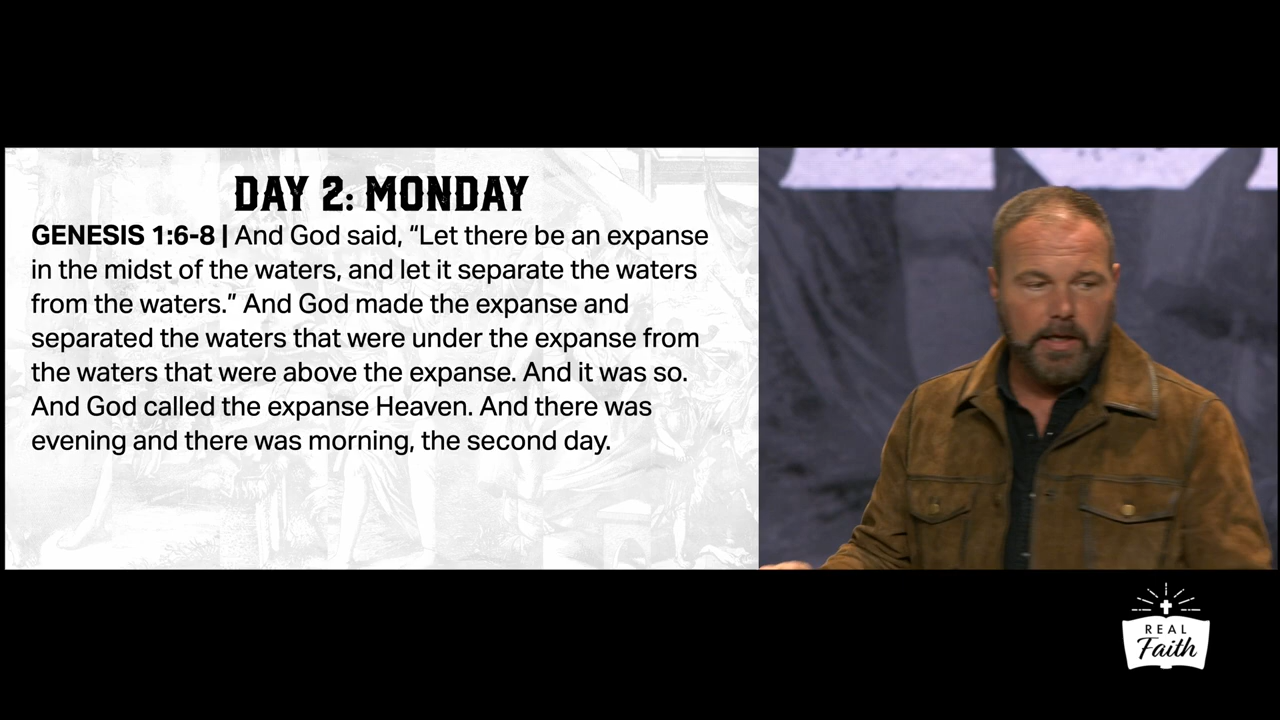 DAY 2: MONDAY
GENESIS 1:6-8 | And God said, “Let there be an expanse
in the midst of the waters, and let it separate the waters
from the waters.” And God made the expanse and
separated the waters that were under the expanse from
the waters that were above the expanse. And it was so.
And God called the expanse Heaven. And there was
evening and there was morning, the second day.
REAL
Faith